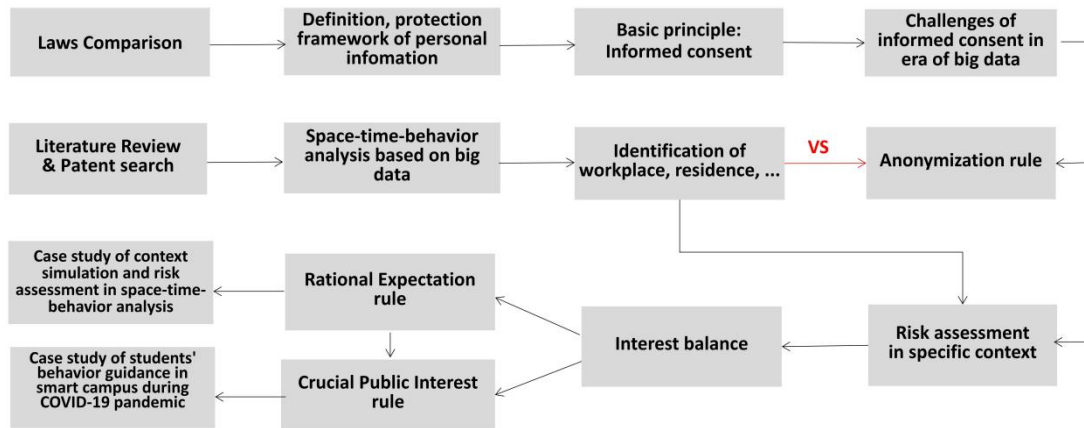 Laws Comparison
Definition, protection
framework of personal
infomation
Basic principle:
Informed consent
Challenges of
informed consent in
era of big data
Literature Review
& Patent search
Space-time-behavior
analysis based on big
data
Identification of
workplace, residence, ...
VS
Anonymization rule
Case study of context
simulation and risk
assessment in space-time-
behavior analysis
Rational Expectation
rule
Interest balance
Risk assessment
in specific context
Case study of students'
behavior guidance in
smart campus during
COVID-19 pandemic
Crucial Public Interest
rule